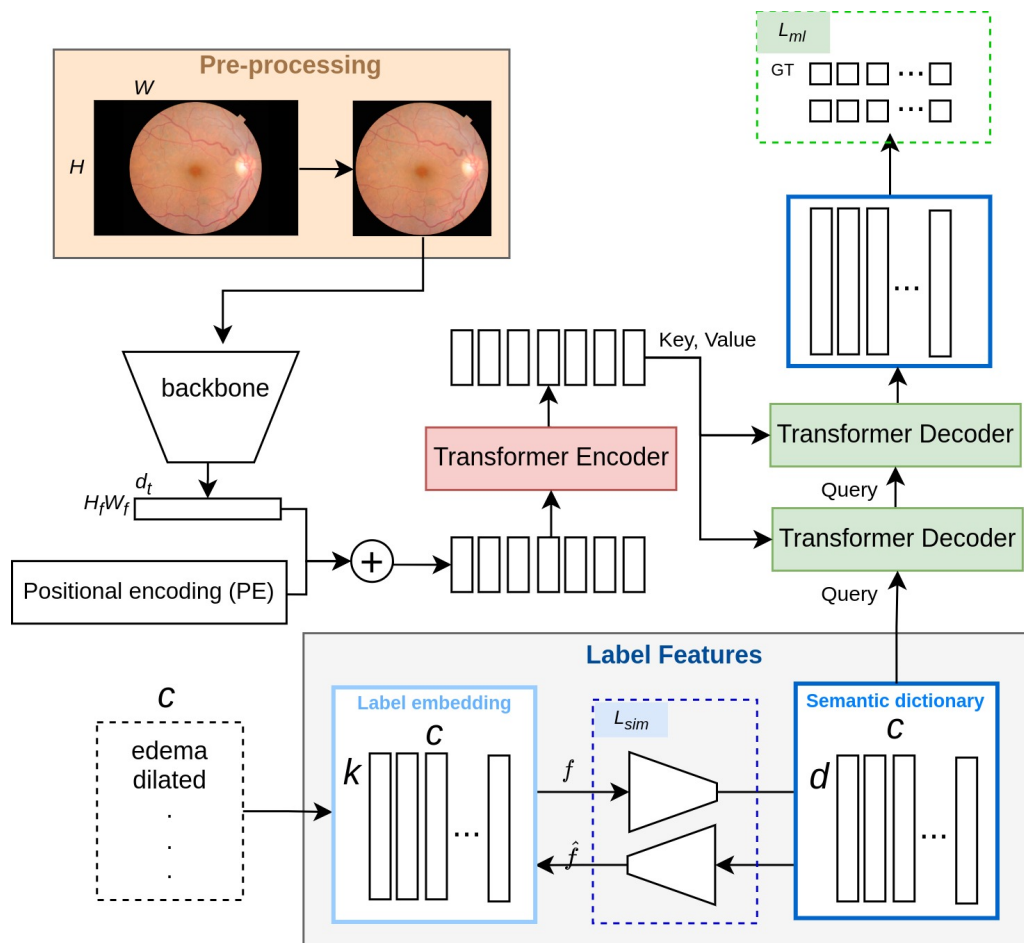 Pre-processing
W
H
backbone
d_t
H_fW_f
Positional encoding (PE)
+
Transformer Encoder
Key, Value
L_ml
GT
...
...
...
Transformer Decoder
Query
Transformer Decoder
Query
Label Features
c
edema
dilated
.
.
.
Label embedding
c
k
...
f
L_sim
f̂
Semantic dictionary
c
d
...